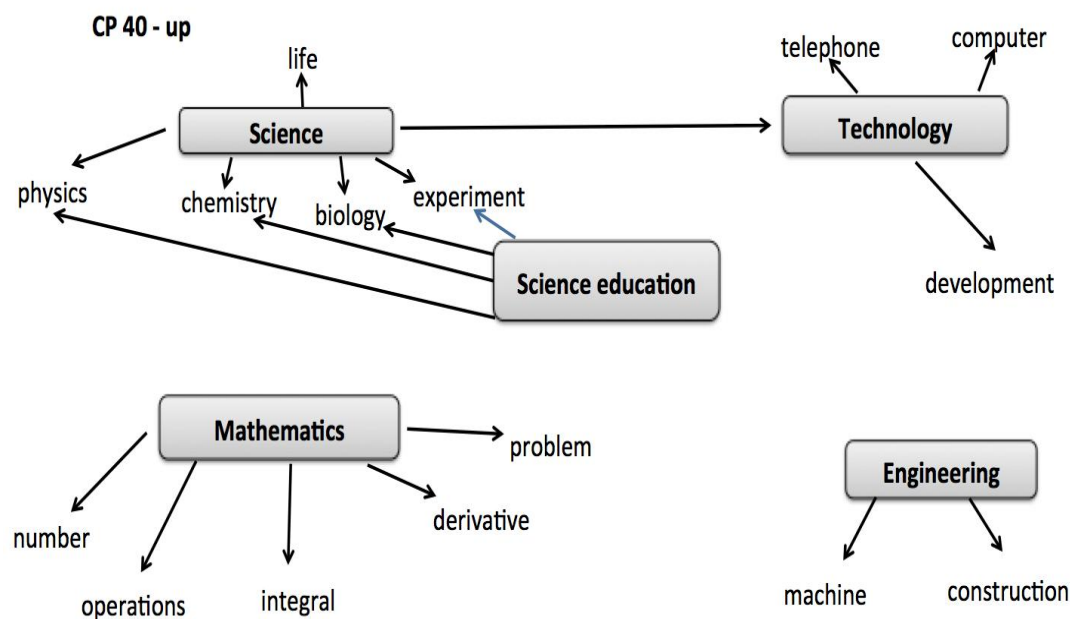 CP 40 - up
life
telephone
computer
Science
Technology
physics
chemistry
biology
experiment
Science education
development
Mathematics
problem
Engineering
number
derivative
operations
integral
machine
construction